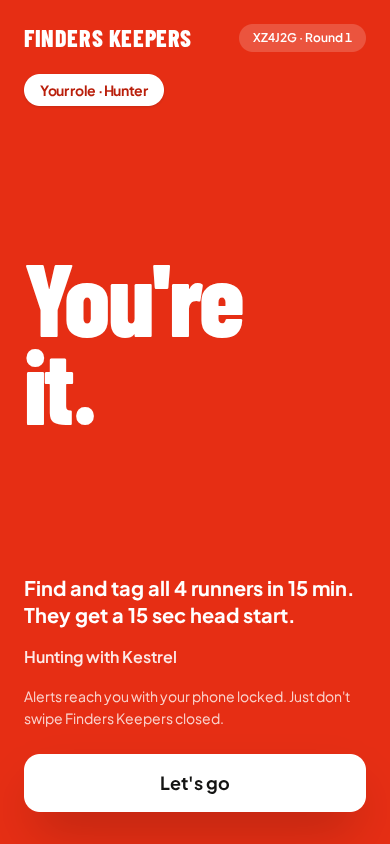 FINDERS KEEPERS
XZ4J2G · Round 1
Your role · Hunter
You're
it.
Find and tag all 4 runners in 15 min.
They get a 15 sec head start.
Hunting with Kestrel
Alerts reach you with your phone locked. Just don't
swipe Finders Keepers closed.
Let's go